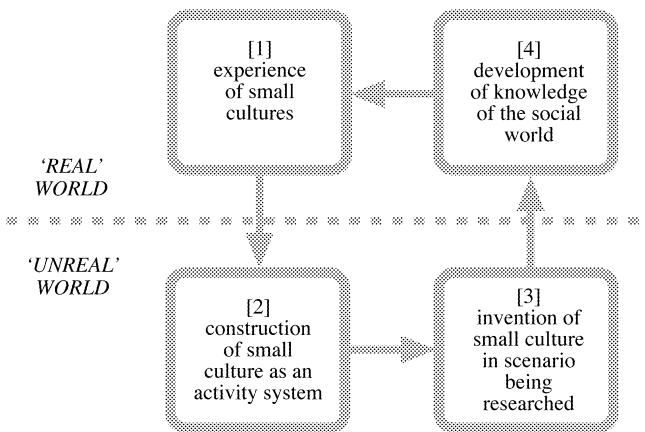 [1]
experience
of small
cultures
[4]
development
of knowledge
of the social
world
‘REAL’
WORLD
‘UNREAL’
WORLD
[2]
construction
of small
culture as an
activity system
[3]
invention of
small culture
in scenario
being
researched